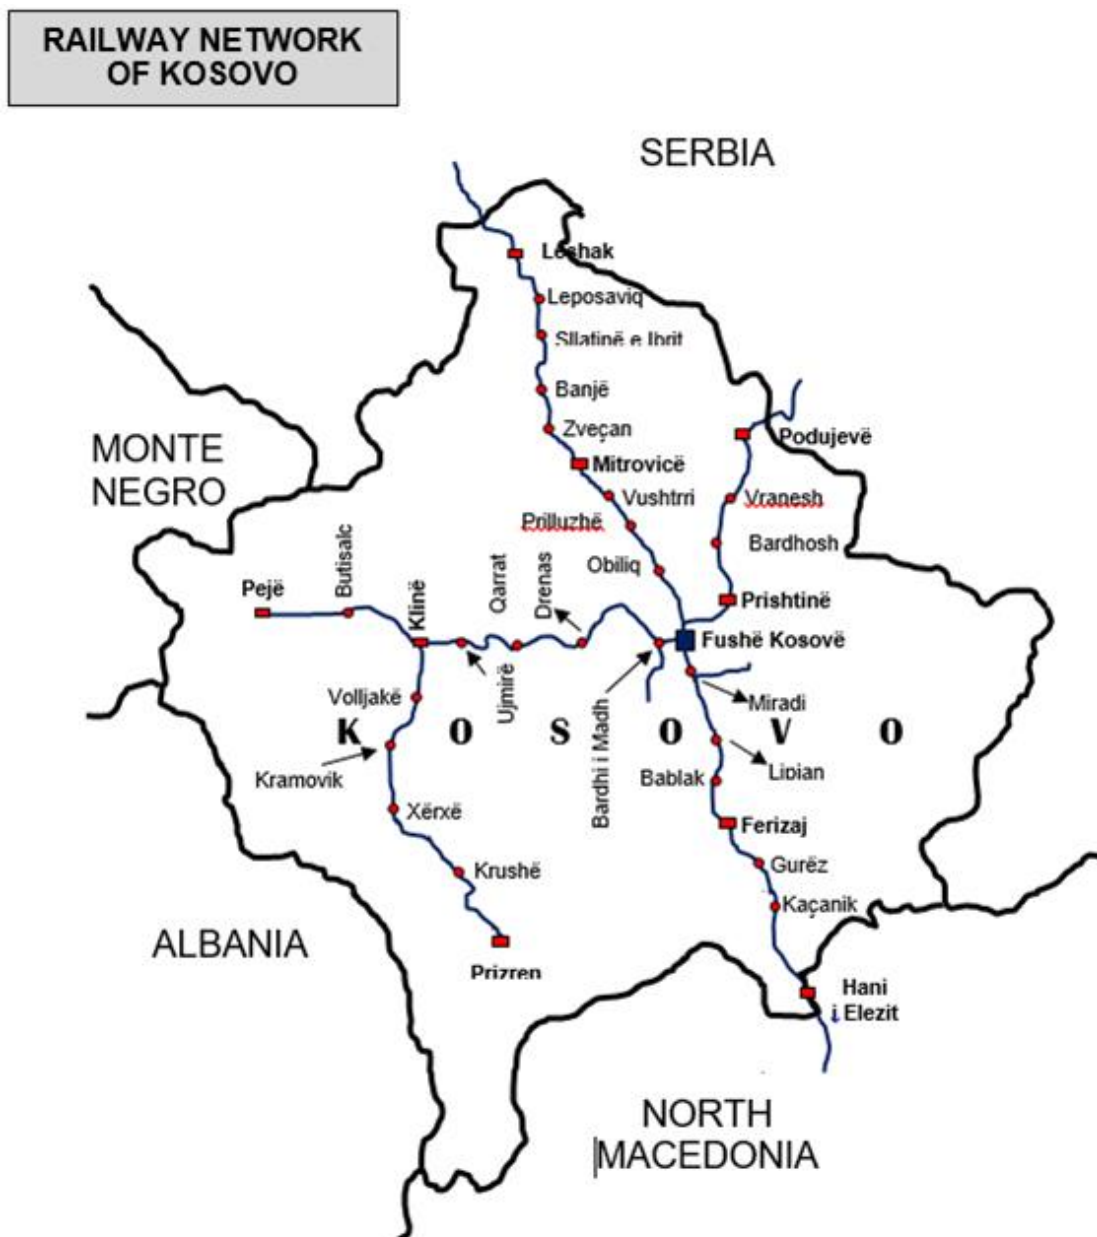 RAILWAY NETWORK
OF KOSOVO
SERBIA
Leshak
Leposaviq
Sllatinë e Ibrit
Banjë
Zveçan
MONTE
NEGRO
Podujevë
Mitrovicë
Vushtrri
Vranesh
Prilluzhë
Bardhosh
Obiliq
Pejë
Butisalc
Klinë
Qarrat
Drenas
Prishtinë
Fushë Kosovë
Ujmirë
Volljakë
Bardhi i Madh
Miradi
K O S O V O
Kramovik
Bablak
Lipjan
Xërxë
Ferizaj
Krushë
Gurëz
Kaçanik
ALBANIA
Prizren
Hani
i Elezit
NORTH
MACEDONIA